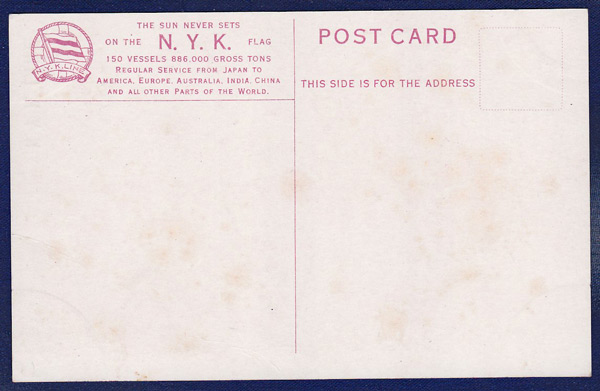 THE SUN NEVER SETS
ON THE N. Y. K. FLAG
150 VESSELS 886,000 GROSS TONS
REGULAR SERVICE FROM JAPAN TO
AMERICA, EUROPE, AUSTRALIA, INDIA, CHINA
AND ALL OTHER PARTS OF THE WORLD.
N.Y.K.LINE
POST CARD
THIS SIDE IS FOR THE ADDRESS